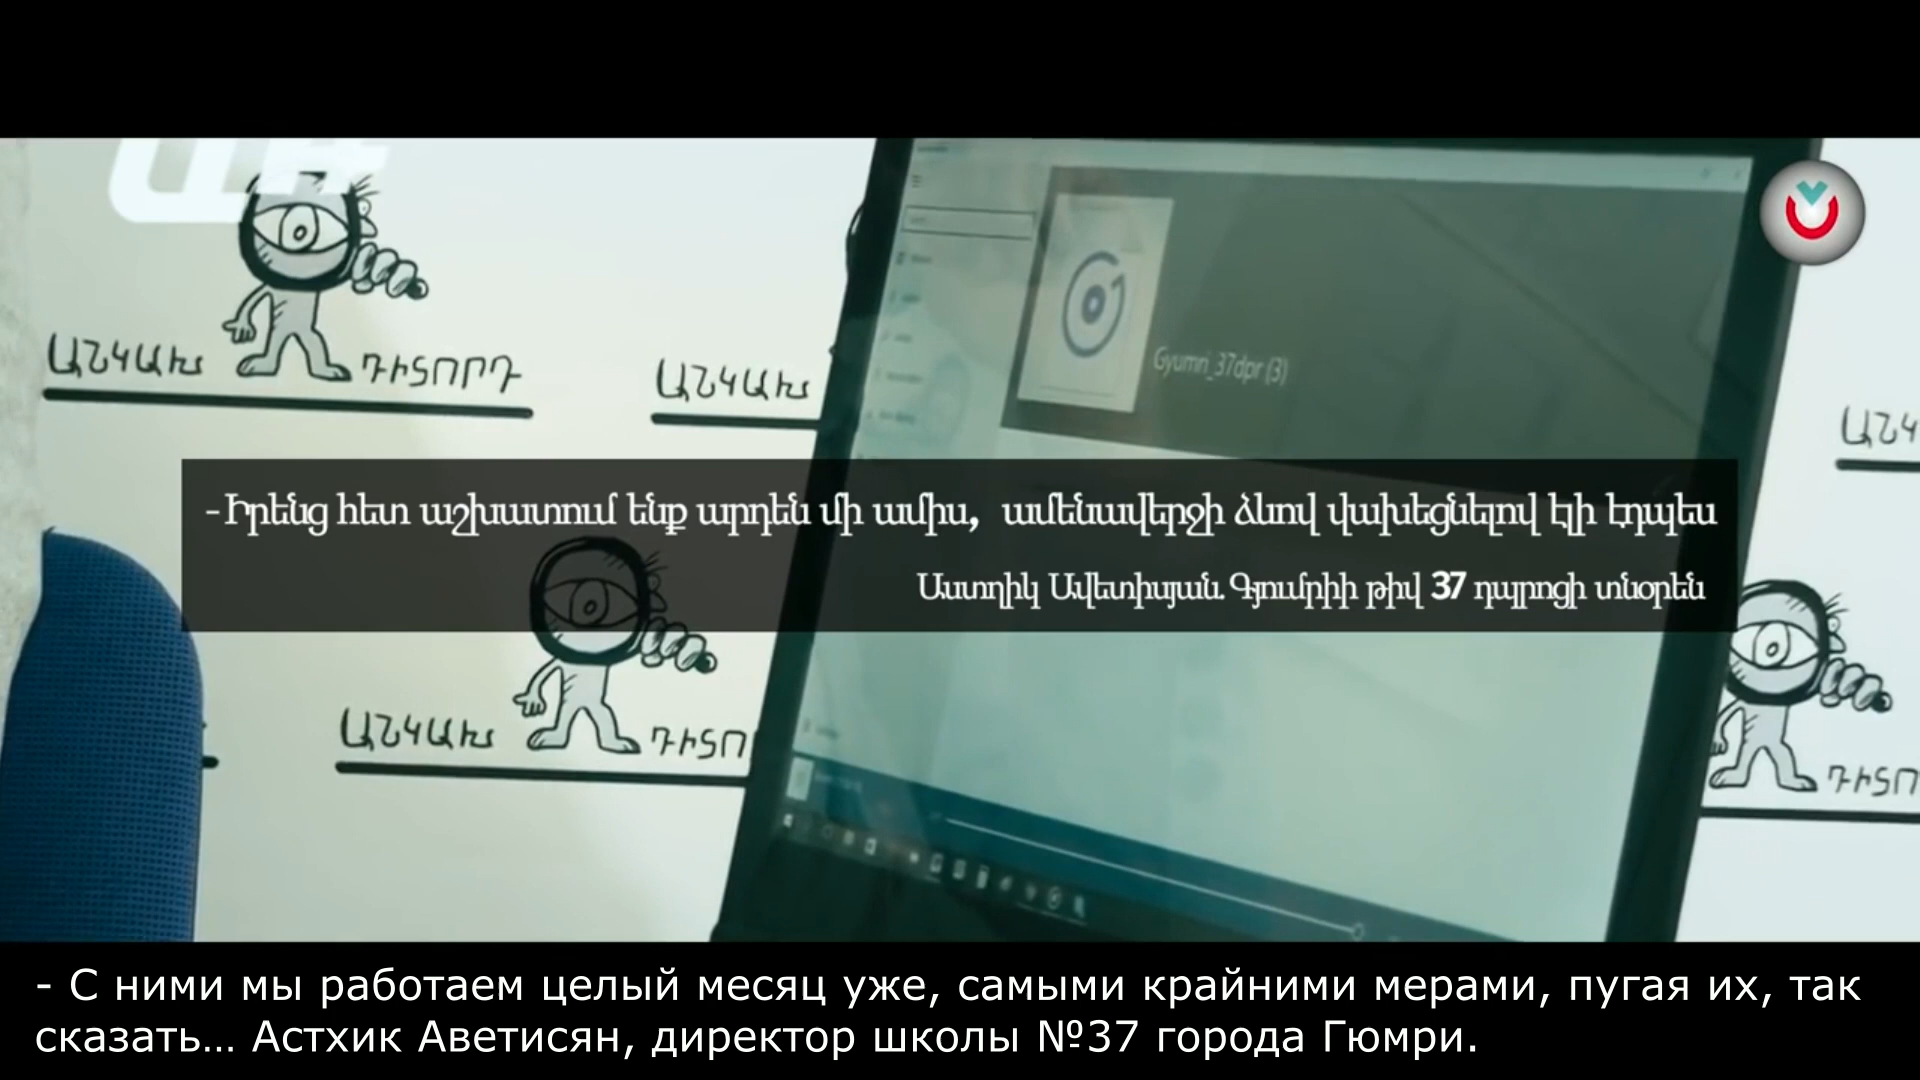 ԱՆԿԱԽ ԴԻՏՈՐԴ
ԱՆԿԱԽ
Gyumri_37dpr (3)
ԱՆԿ
-Իրենց հետ աշխատում ենք արդեն մի ամիս, ամենավերջի ձևով վախեցնելով էլի էդպես
Աստղիկ Ավետիսյան. Գյումրիի թիվ 37 դպրոցի տնօրեն
ԱՆԿԱԽ ԴԻՏՈ
ԴԻՏՈ
- С ними мы работаем целый месяц уже, самыми крайними мерами, пугая их, так
сказать... Астхик Аветисян, директор школы №37 города Гюмри.